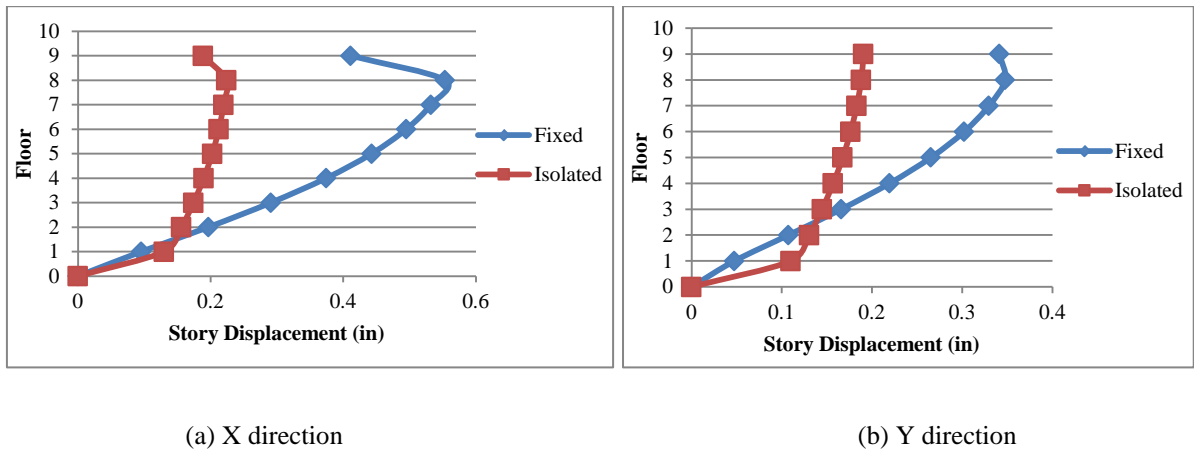 10
9
8
7
6
5
4
3
2
1
0
Floor
0 0.2 0.4 0.6
Story Displacement (in)
Fixed
Isolated
10
9
8
7
6
5
4
3
2
1
0
Floor
0 0.1 0.2 0.3 0.4
Story Displacement (in)
Fixed
Isolated
(a) X direction
(b) Y direction